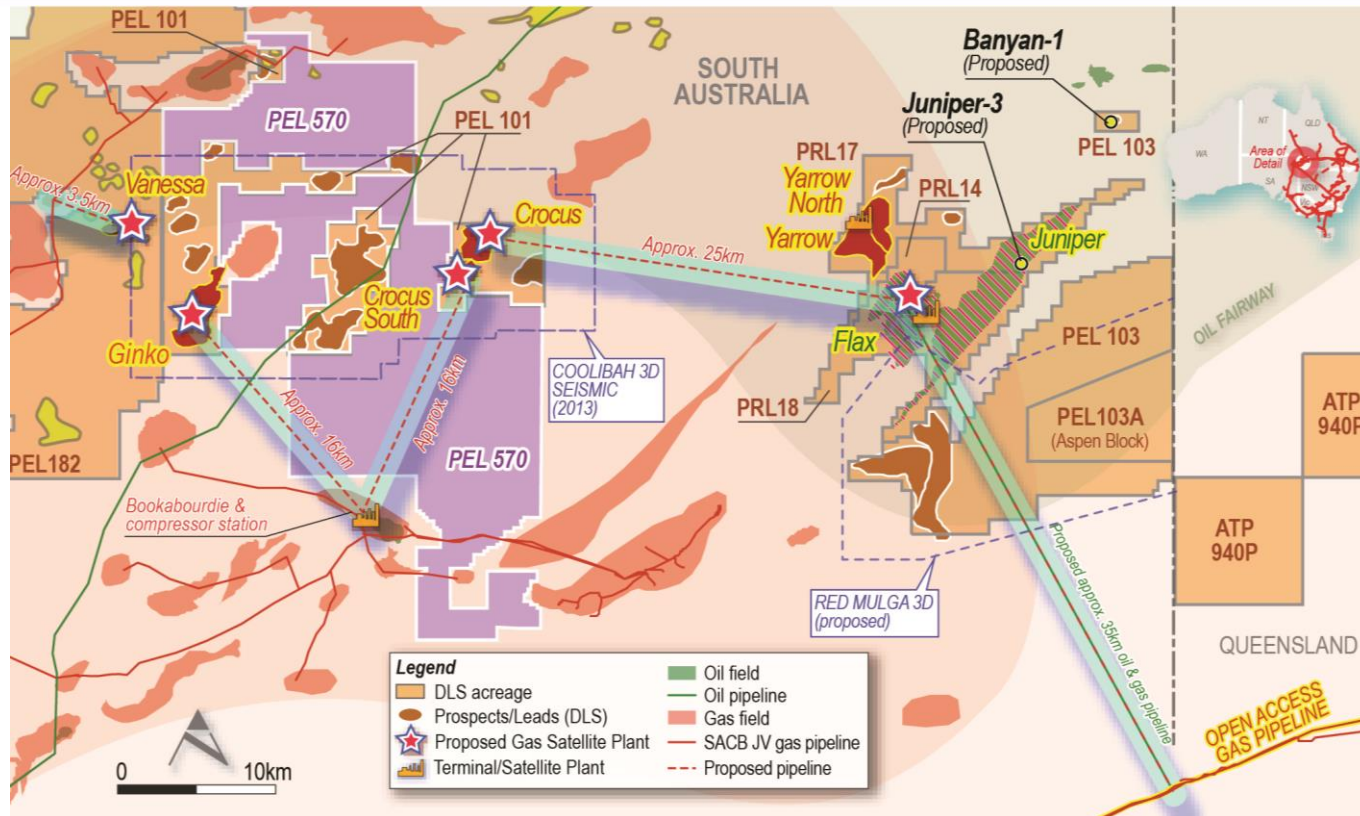 PEL 101
SOUTH
AUSTRALIA
Banyan-1
(Proposed)
Juniper-3
(Proposed)
PEL 103
NT
QLD
WA
Area of
Detail
SA
NSW
PEL 570
PEL 101
PRL17
Yarrow
North
PRL14
Yarrow
Juniper
Approx. 3.5km
Vanessa
Crocus
Approx. 25km
Crocus
South
Ginko
Flax
OIL FAIRWAY
PEL 103
COOLIBAH 3D
SEISMIC
(2013)
Approx. 16km
Approx. 16km
PRL18
PEL103A
(Aspen Block)
ATP
940P
PEL182
PEL 570
Bookabourdie &
compressor station
ATP
940P
Proposed approx. 35km oil & gas pipeline
RED MULGA 3D
(proposed)
QUEENSLAND
OPEN ACCESS
GAS PIPELINE
Legend
DLS acreage
Prospects/Leads (DLS)
Proposed Gas Satellite Plant
Terminal/Satellite Plant
Oil field
Oil pipeline
Gas field
SACB JV gas pipeline
Proposed pipeline
0 10km